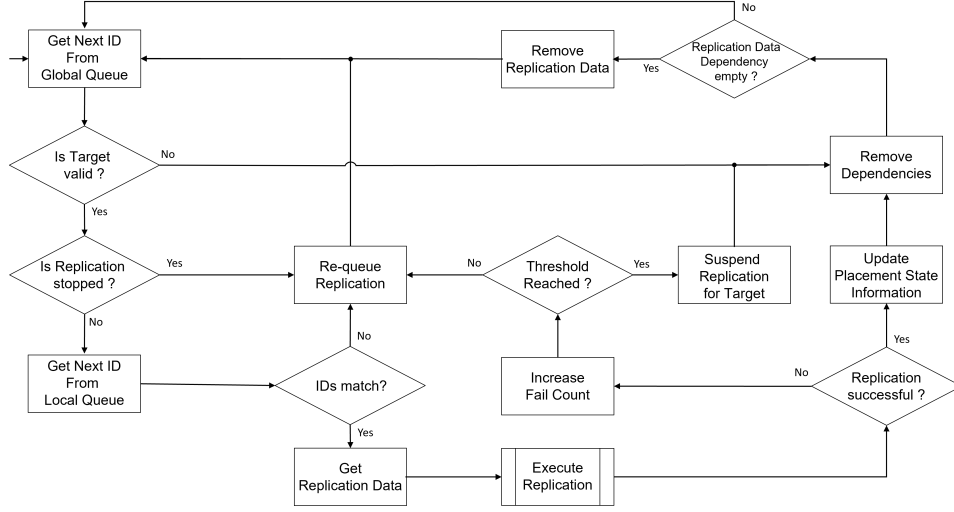 No
Get Next ID
From
Global Queue
Remove
Replication Data
Yes
Replication Data
Dependency
empty ?
Is Target
valid ?
No
Remove
Dependencies
Yes
Is Replication
stopped ?
Yes
Re-queue
Replication
No
Threshold
Reached ?
Yes
Suspend
Replication
for Target
Update
Placement State
Information
No
No
Yes
Get Next ID
From
Local Queue
IDs match?
Increase
Fail Count
No
Replication
successful ?
Yes
Get
Replication Data
Execute
Replication